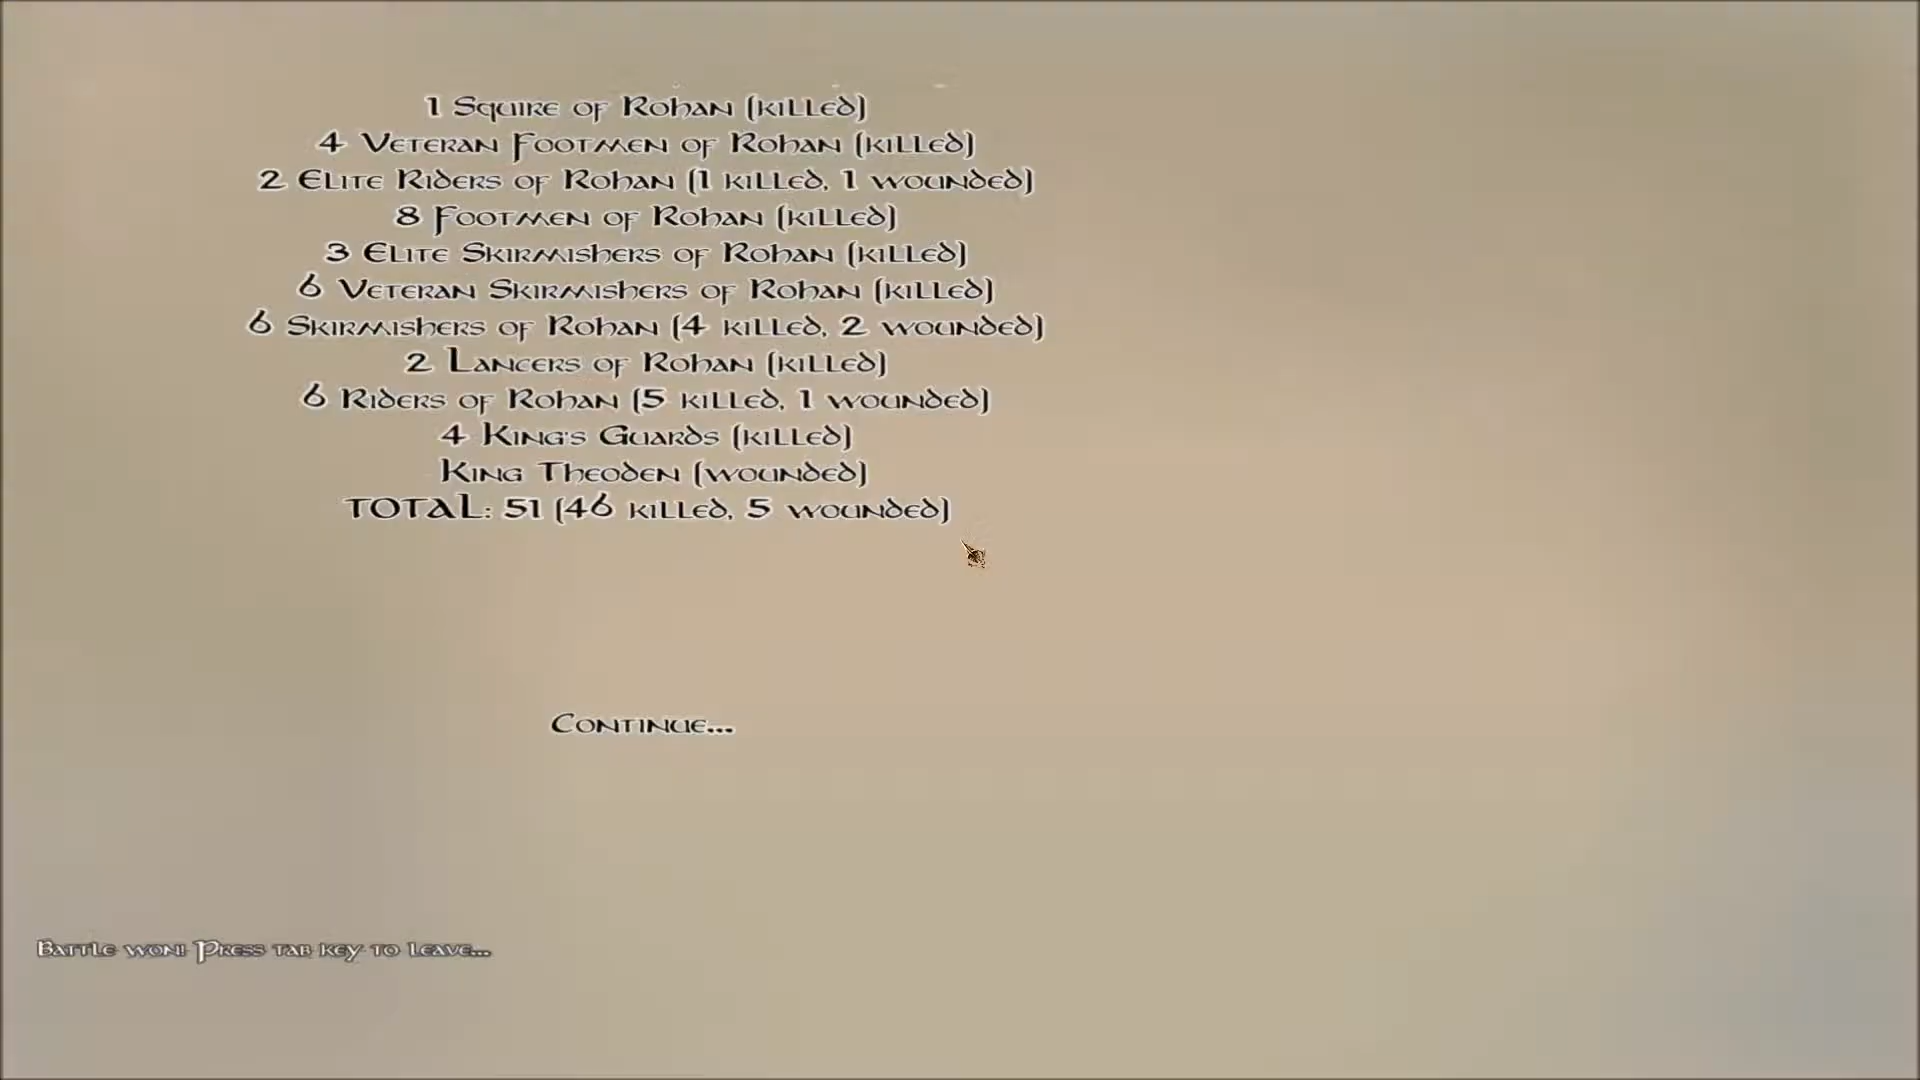 1 Squire of Rohan (killed)
4 Veteran Footmen of Rohan (killed)
2 Elite Riders of Rohan (1 killed, 1 wounded)
8 Footmen of Rohan (killed)
3 Elite Skirmishers of Rohan (killed)
6 Veteran Skirmishers of Rohan (killed)
6 Skirmishers of Rohan (4 killed, 2 wounded)
2 Lancers of Rohan (killed)
6 Riders of Rohan (5 killed, 1 wounded)
4 King's Guards (killed)
King Theoden (wounded)
TOTAL: 51 (46 killed, 5 wounded)
Continue...
Battle won! Press tab key to leave...